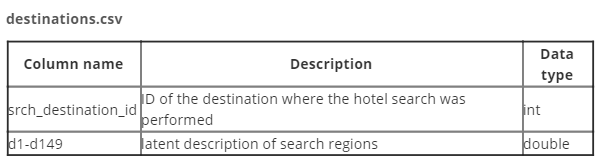 destinations.csv
Column name Description Data type
srch_destination_id ID of the destination where the hotel search was performed int
d1-d149 latent description of search regions double